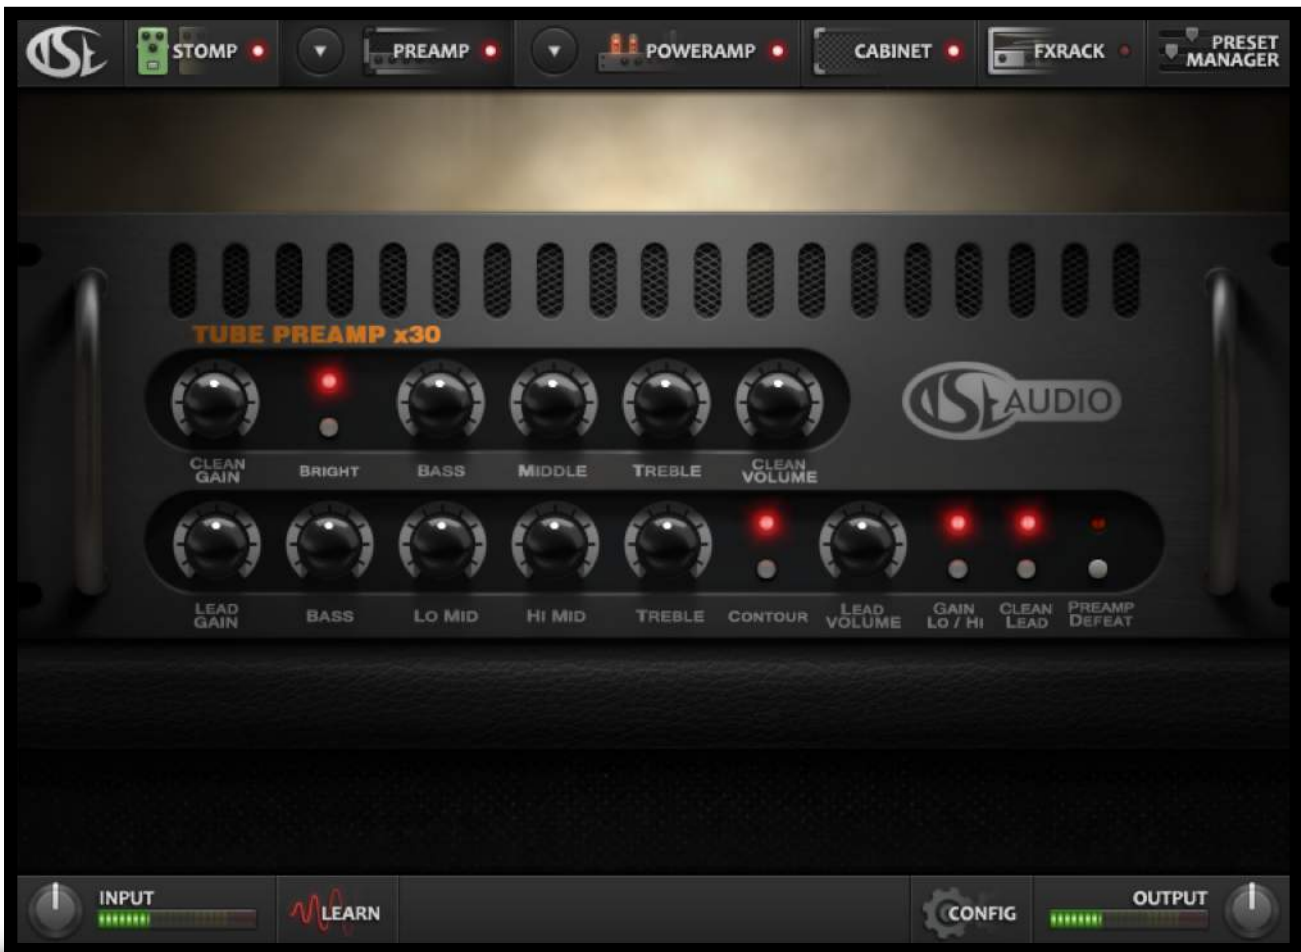 TSE
STOMP
PREAMP
POWERAMP
CABINET
FXRACK
PRESET
MANAGER
TUBE PREAMP x30
TSE AUDIO
CLEAN
GAIN
BRIGHT
BASS
MIDDLE
TREBLE
CLEAN
VOLUME
LEAD
GAIN
BASS
LO MID
HI MID
TREBLE
CONTOUR
LEAD
VOLUME
GAIN
LO / HI
CLEAN
LEAD
PREAMP
DEFEAT
INPUT
LEARN
CONFIG
OUTPUT